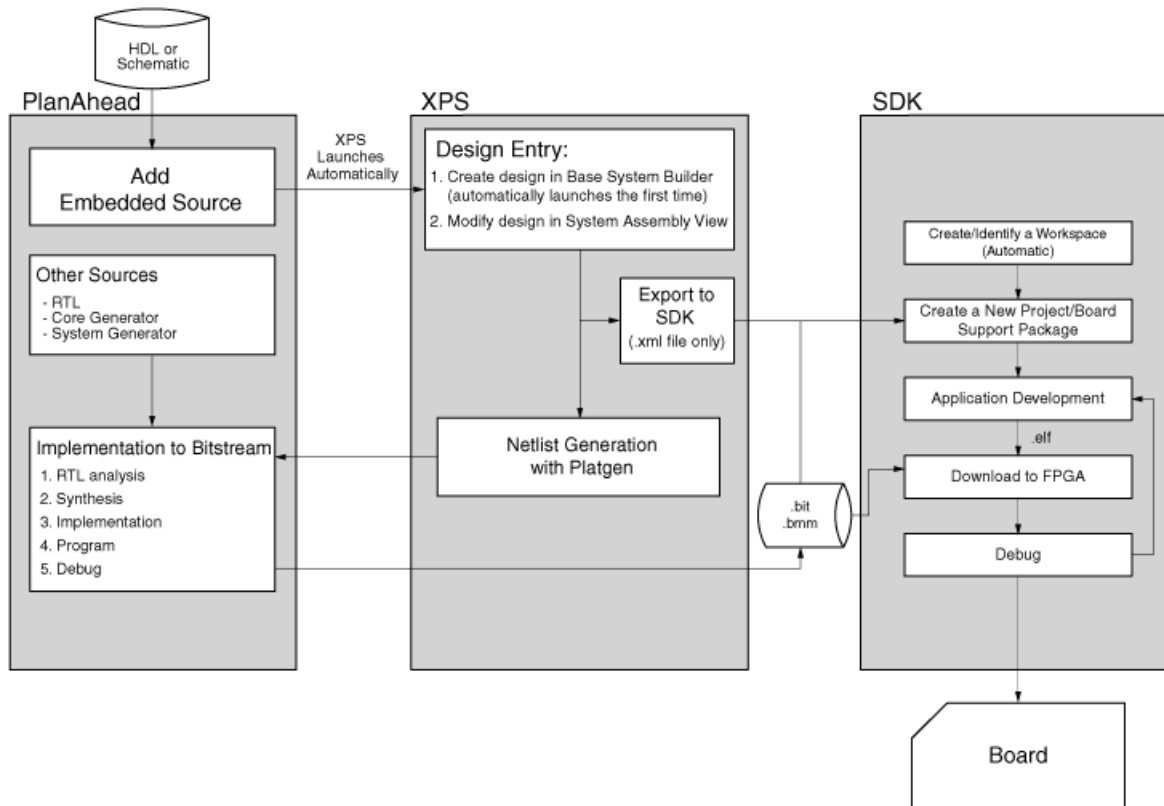 HDL or
Schematic
PlanAhead
Add
Embedded Source
Other Sources
- RTL
- Core Generator
- System Generator
Implementation to Bitstream
1. RTL analysis
2. Synthesis
3. Implementation
4. Program
5. Debug
XPS
Launches
Automatically
XPS
Design Entry:
1. Create design in Base System Builder
(automatically launches the first time)
2. Modify design in System Assembly View
Export to
SDK
(.xml file only)
Netlist Generation
with Platgen
.bit
.bmm
SDK
Create/Identify a Workspace
(Automatic)
Create a New Project/Board
Support Package
Application Development
.elf
Download to FPGA
Debug
Board